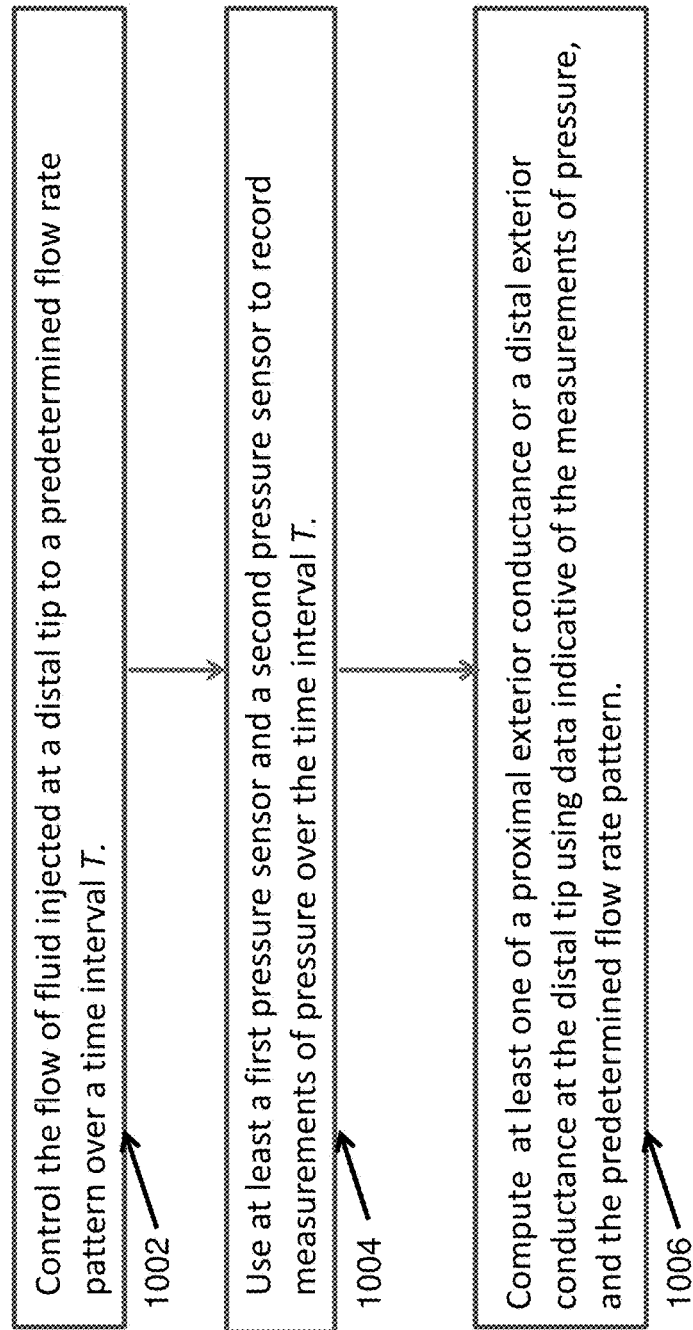 Control the flow of fluid injected at a distal tip to a predetermined flow rate
pattern over a time interval T.
1002
Use at least a first pressure sensor and a second pressure sensor to record
measurements of pressure over the time interval T.
1004
Compute at least one of a proximal exterior conductance or a distal exterior
conductance at the distal tip using data indicative of the measurements of pressure,
and the predetermined flow rate pattern.
1006